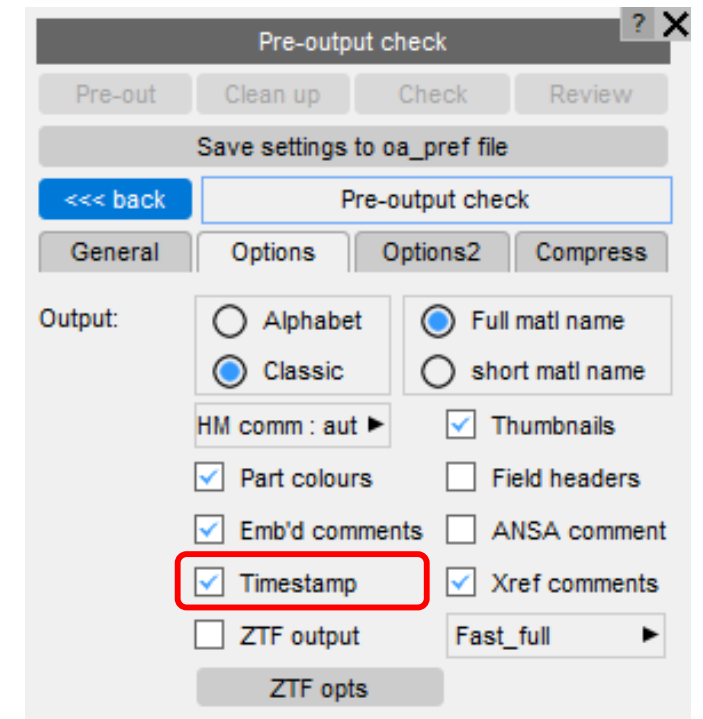 Pre-output check
?
Pre-out Clean up Check Review
Save settings to oa_pref file
<<< back Pre-output check
General Options Options2 Compress
Output: Alphabet Full matl name
Classic short matl name
HM comm : aut Thumbnails
Part colours Field headers
Emb'd comments ANSA comment
Timestamp Xref comments
ZTF output Fast_full
ZTF opts